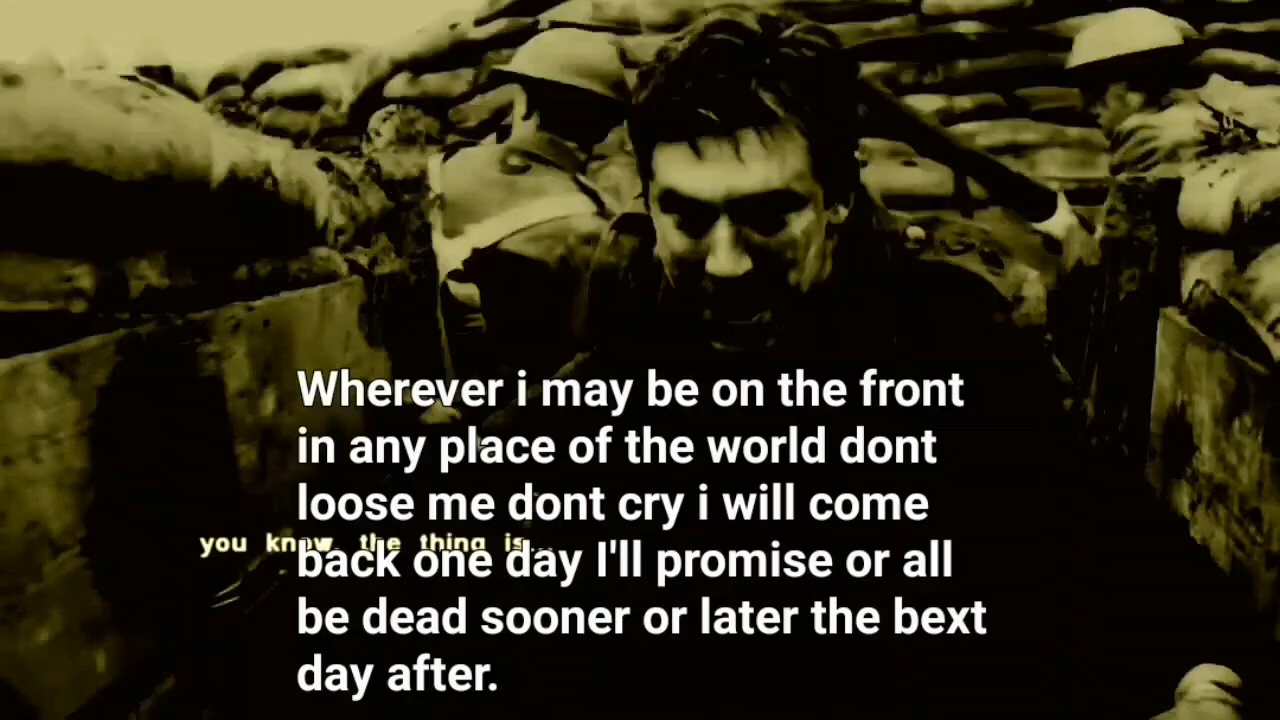 Wherever i may be on the front
in any place of the world dont
loose me dont cry i will come
you know, the thing is...
back one day I'll promise or all
be dead sooner or later the bext
day after.